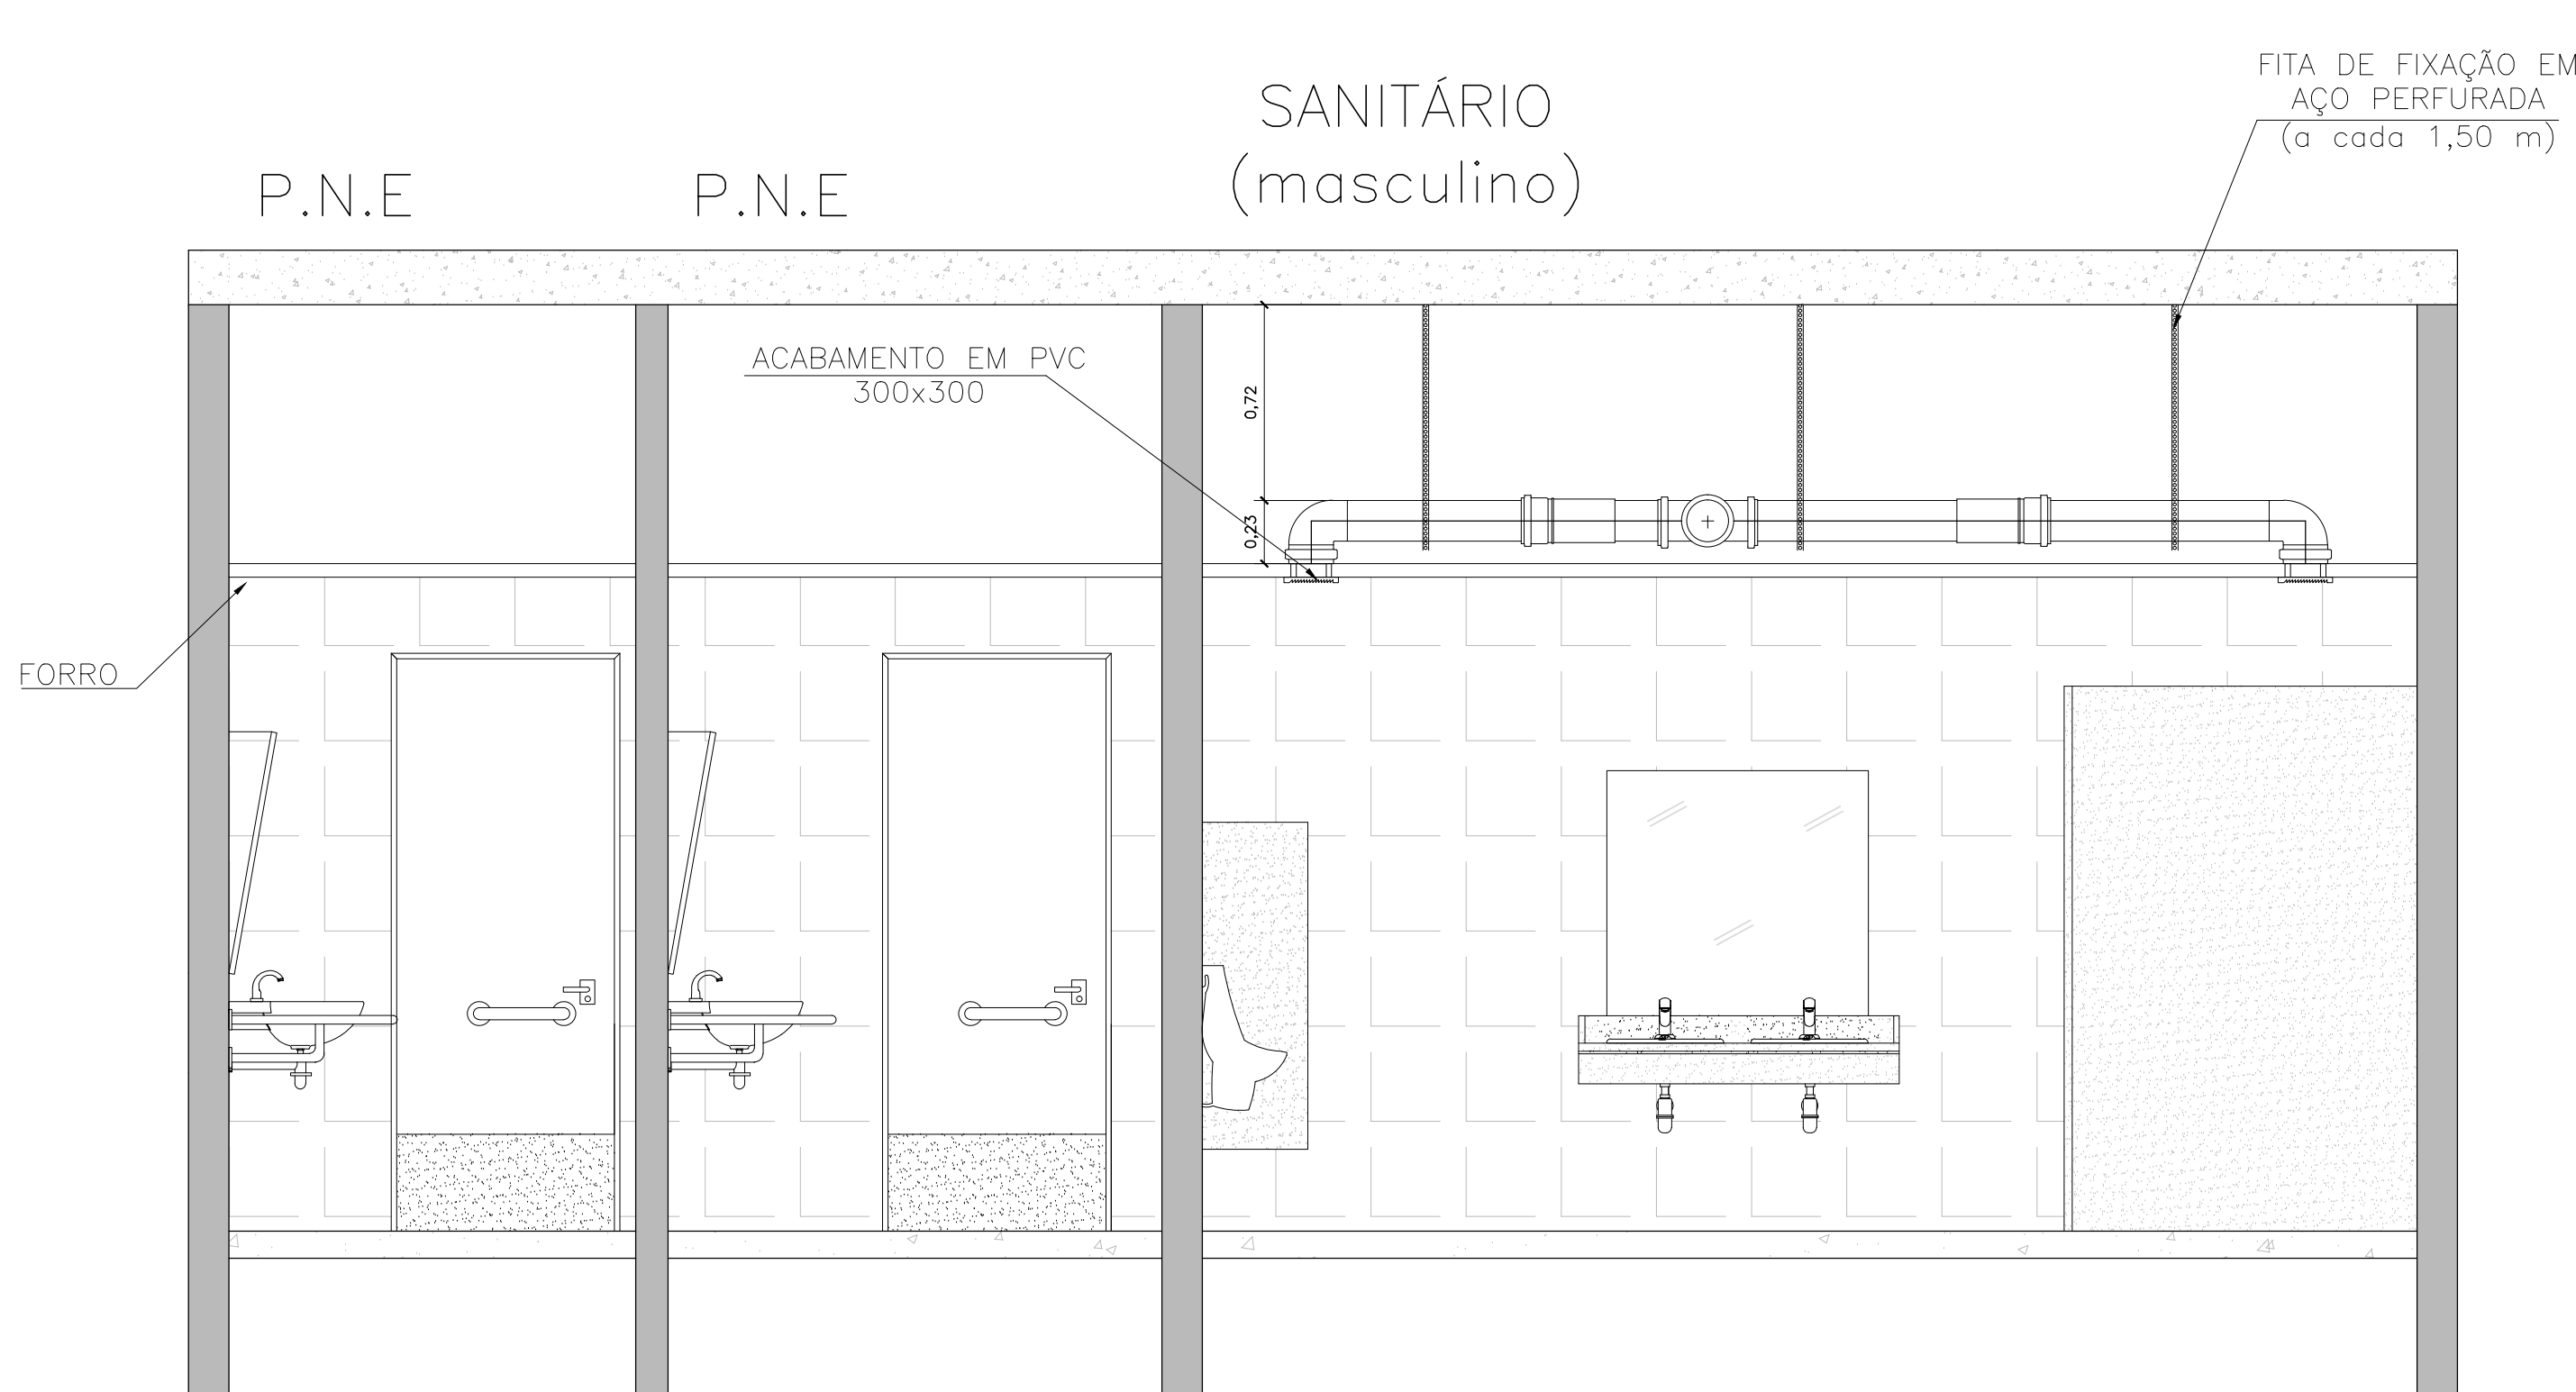 FITA DE FIXAÇÃO EM
AÇO PERFURADA
(a cada 1,50 m)
SANITÁRIO
(masculino)
P.N.E
P.N.E
ACABAMENTO EM PVC
300x300
0,72
0,23
FORRO